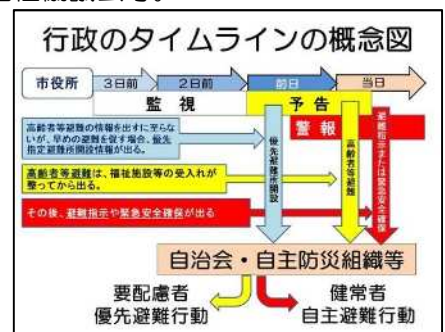 行政のタイムラインの概念図
市役所
3日前
2日前
前日
当日
監視
予告
警報
高齢者等避難の情報を出すに至らな
いが、早めの避難を促す場合、優先
指定避難所開設情報が出る。
高齢者等避難は、福祉施設等の受入れが
整ってから出る。
その後、避難指示や緊急安全確保が出る
優先避難所開設
高齢者等避難
避難指示または緊急安全確保
自治会・自主防災組織等
要配慮者
優先避難行動
健常者
自主避難行動